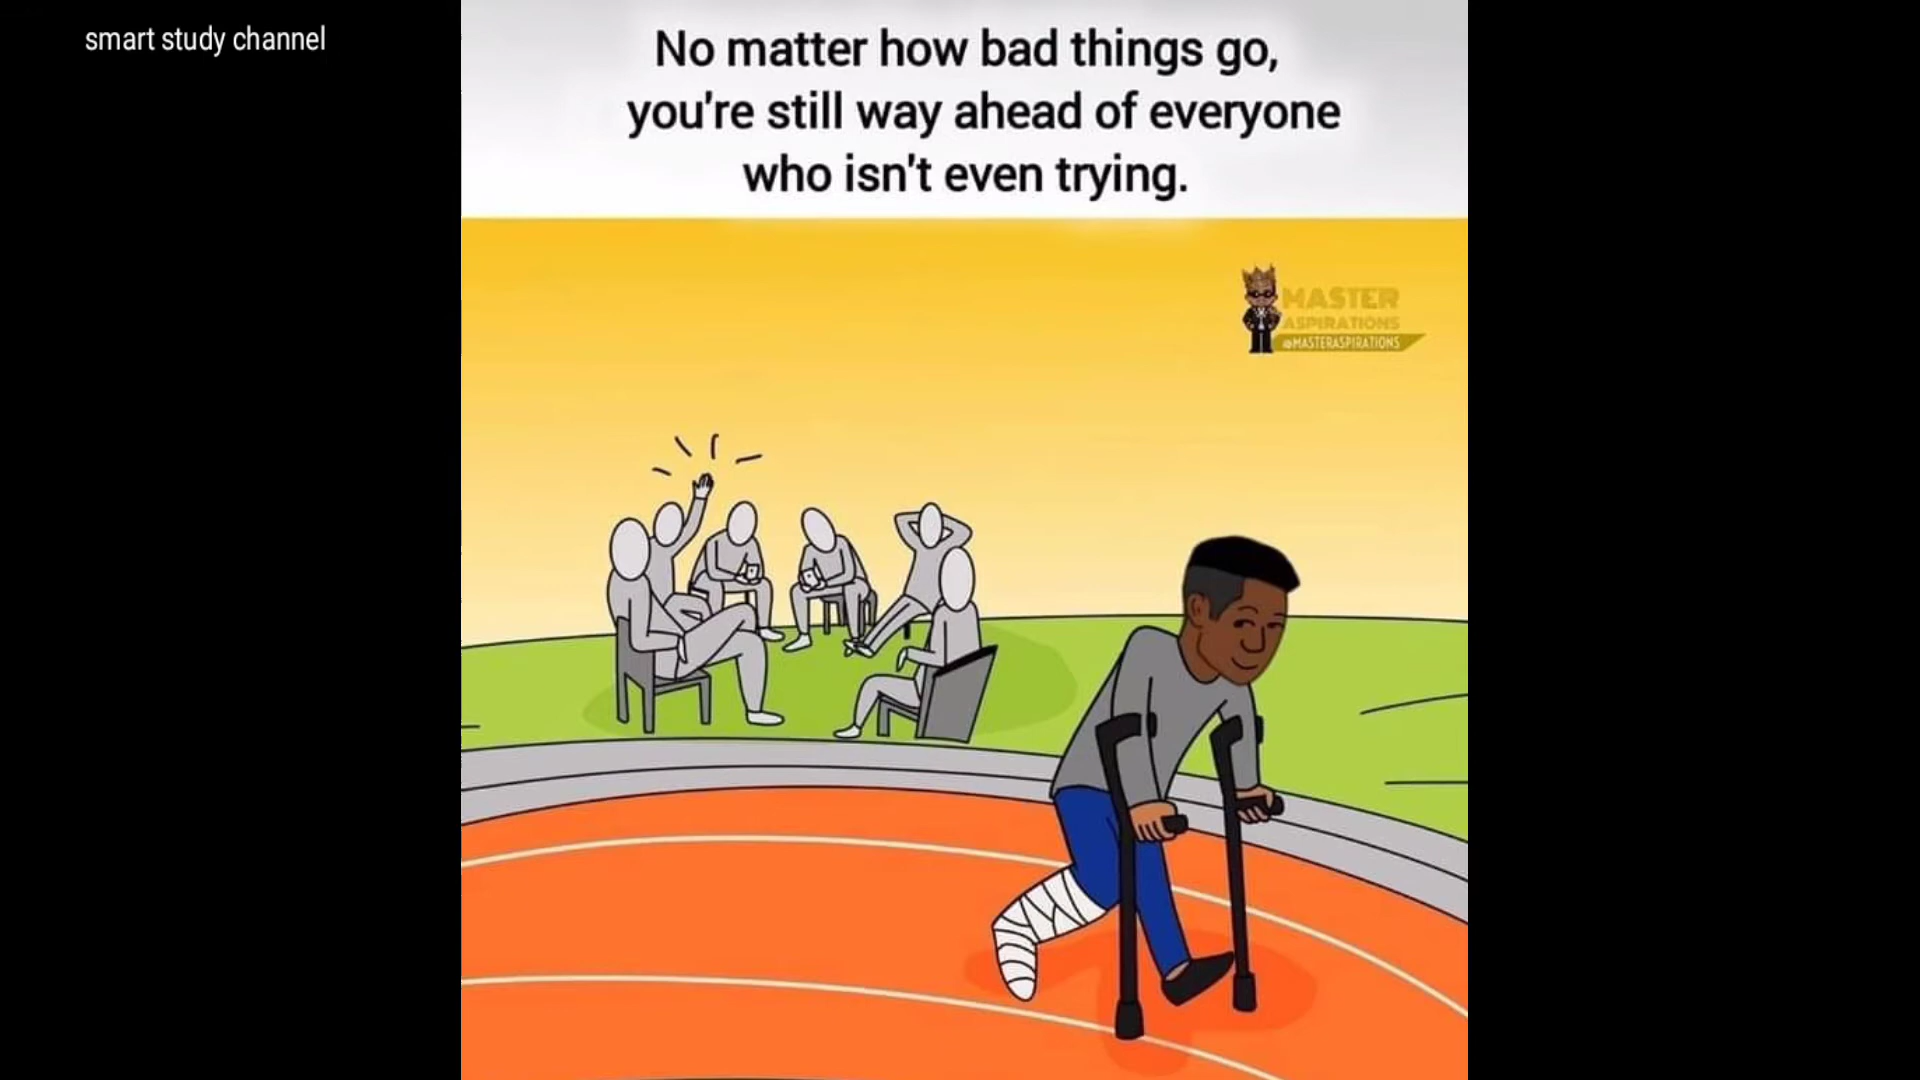 smart study channel
No matter how bad things go,
you're still way ahead of everyone
who isn't even trying.
MASTER
ASPIRATIONS
@MASTERASPIRATIONS